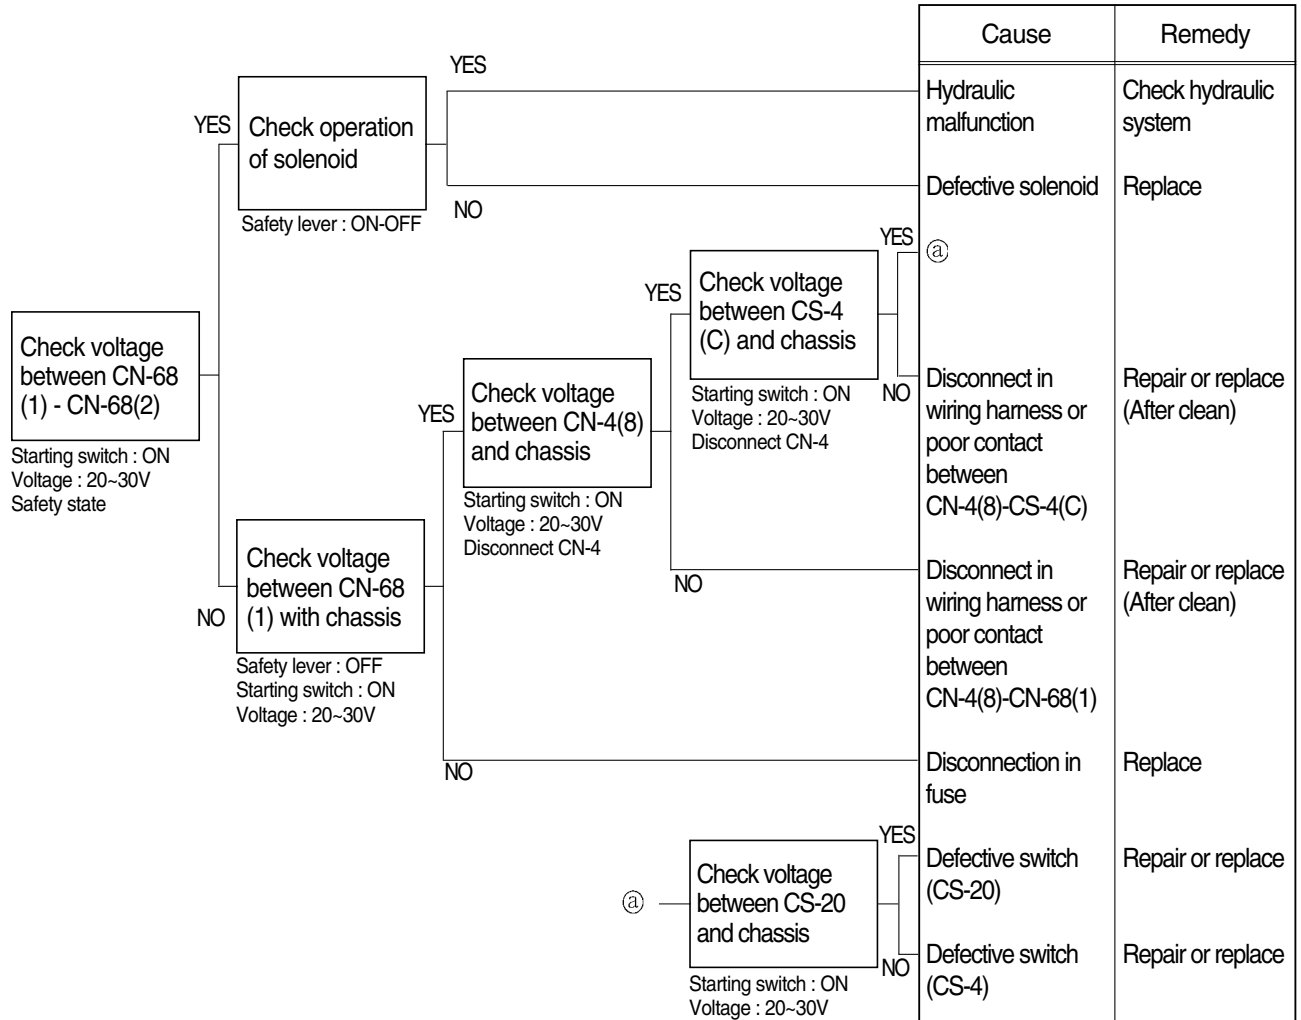 Cause
Remedy
YES
Hydraulic
malfunction
Check hydraulic
system
YES
Check operation
of solenoid
Defective solenoid
Replace
NO
Safety lever : ON-OFF
YES
ⓐ
Check voltage
between CS-4
(C) and chassis
YES
Starting switch : ON
Voltage : 20~30V
Disconnect CN-4
NO
Disconnect in
wiring harness or
poor contact
between
CN-4(8)-CS-4(C)
Repair or replace
(After clean)
Check voltage
between CN-68
(1) - CN-68(2)
Starting switch : ON
Voltage : 20~30V
Safety state
YES
Check voltage
between CN-4(8)
and chassis
Starting switch : ON
Voltage : 20~30V
Disconnect CN-4
NO
Disconnect in
wiring harness or
poor contact
between
CN-4(8)-CN-68(1)
Repair or replace
(After clean)
NO
Check voltage
between CN-68
(1) with chassis
Safety lever : OFF
Starting switch : ON
Voltage : 20~30V
NO
Disconnection in
fuse
Replace
ⓐ
Check voltage
between CS-20
and chassis
Starting switch : ON
Voltage : 20~30V
YES
Defective switch
(CS-20)
Repair or replace
NO
Defective switch
(CS-4)
Repair or replace